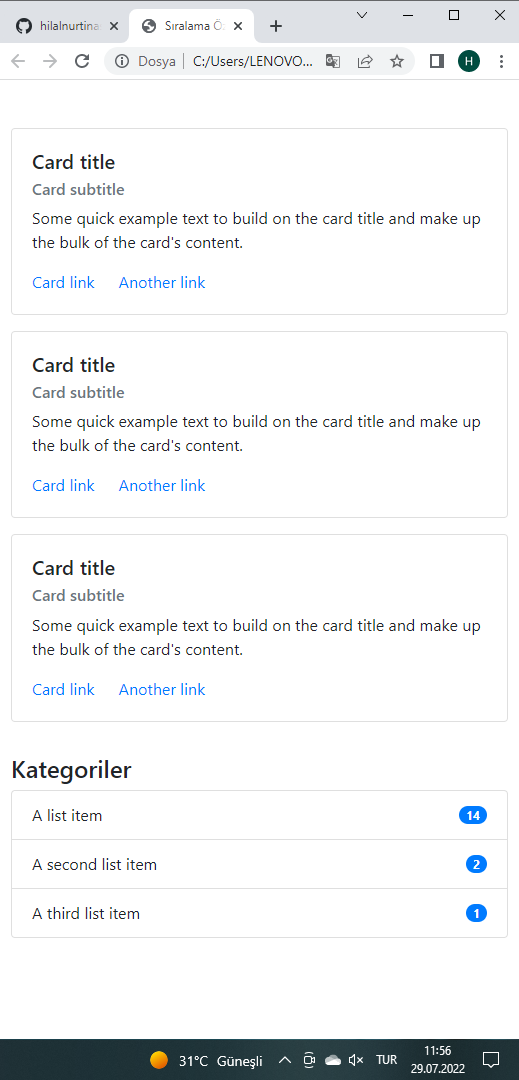 hilalnurtina
Sıralama Ö
Dosya
C:/Users/LENOVO...
H
Card title
Card subtitle
Some quick example text to build on the card title and make up
the bulk of the card's content.
Card link Another link
Card title
Card subtitle
Some quick example text to build on the card title and make up
the bulk of the card's content.
Card link Another link
Card title
Card subtitle
Some quick example text to build on the card title and make up
the bulk of the card's content.
Card link Another link
Kategoriler
A list item 14
A second list item 2
A third list item 1
31°C Güneşli
TUR
11:56
29.07.2022